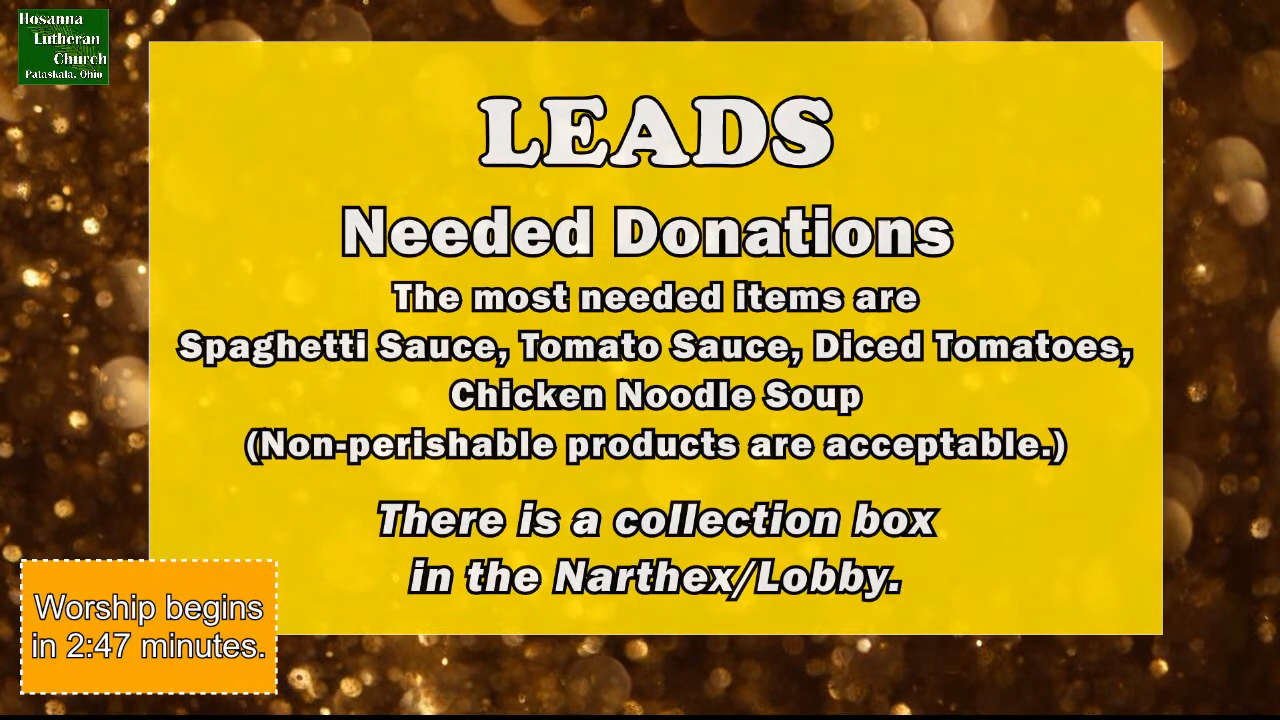 Hosanna
Lutheran
Church
Pataskala, Ohio
LEADS
Needed Donations
The most needed items are
Spaghetti Sauce, Tomato Sauce, Diced Tomatoes,
Chicken Noodle Soup
(Non-perishable products are acceptable.)
There is a collection box
in the Narthex/Lobby.
Worship begins
in 2:47 minutes.